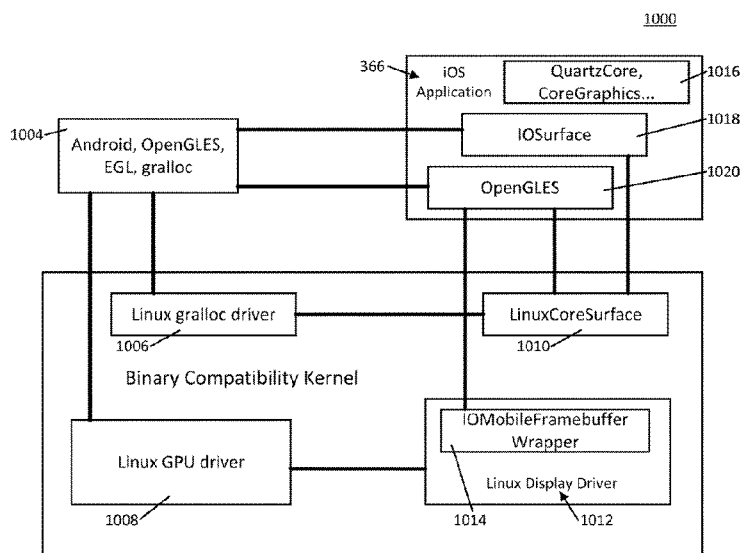 1000
366
iOS
Application
QuartzCore,
CoreGraphics...
1016
1004
Android, OpenGLES,
EGL, gralloc
IOSurface
1018
OpenGLES
1020
Linux gralloc driver
1006
LinuxCoreSurface
1010
Binary Compatibility Kernel
Linux GPU driver
1008
IOMobileFramebuffer
Wrapper
Linux Display Driver
1014
1012